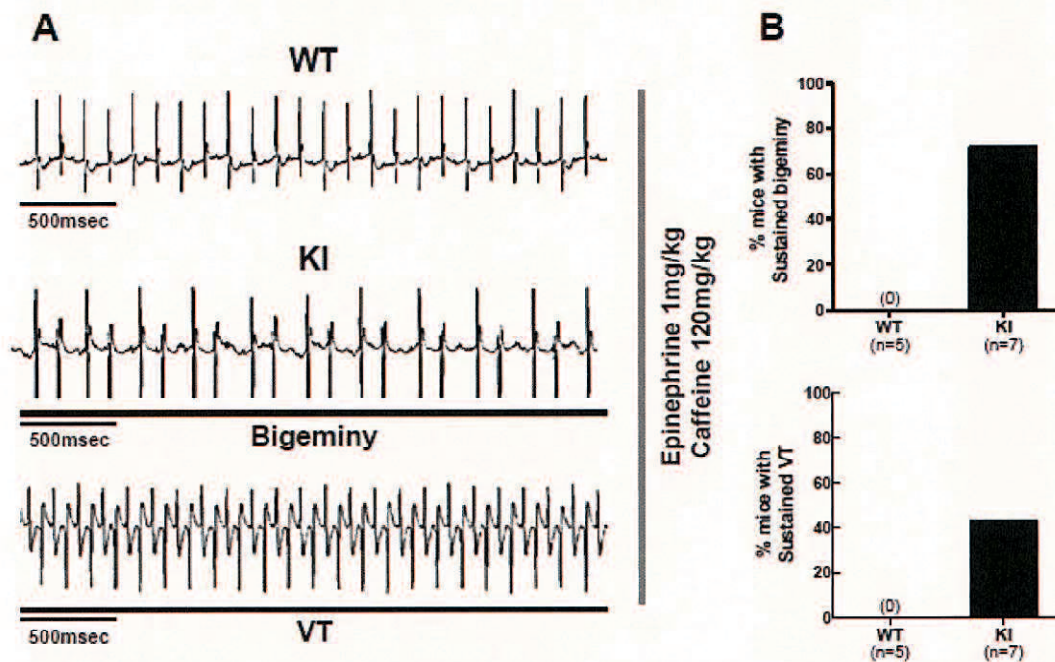 A
WT
500msec
KI
500msec
Bigeminy
500msec
VT
Epinephrine 1mg/kg
Caffeine 120mg/kg
B
% mice with
Sustained bigeminy
100
80
60
40
20
0
(0)
WT
(n=5)
KI
(n=7)
% mice with
Sustained VT
100
80
60
40
20
0
(0)
WT
(n=5)
KI
(n=7)